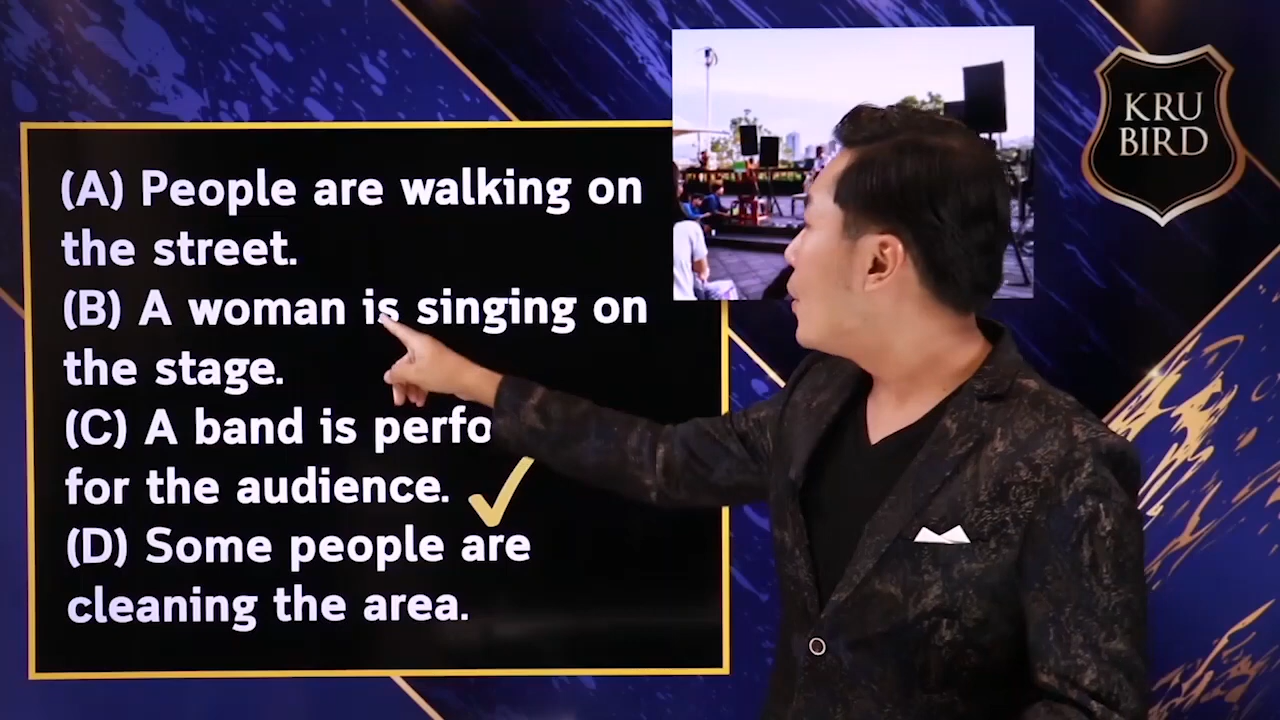 (A) People are walking on
the street.
(B) A woman is singing on
the stage.
(C) A band is perfo
for the audience.
(D) Some people are
cleaning the area.
KRU
BIRD